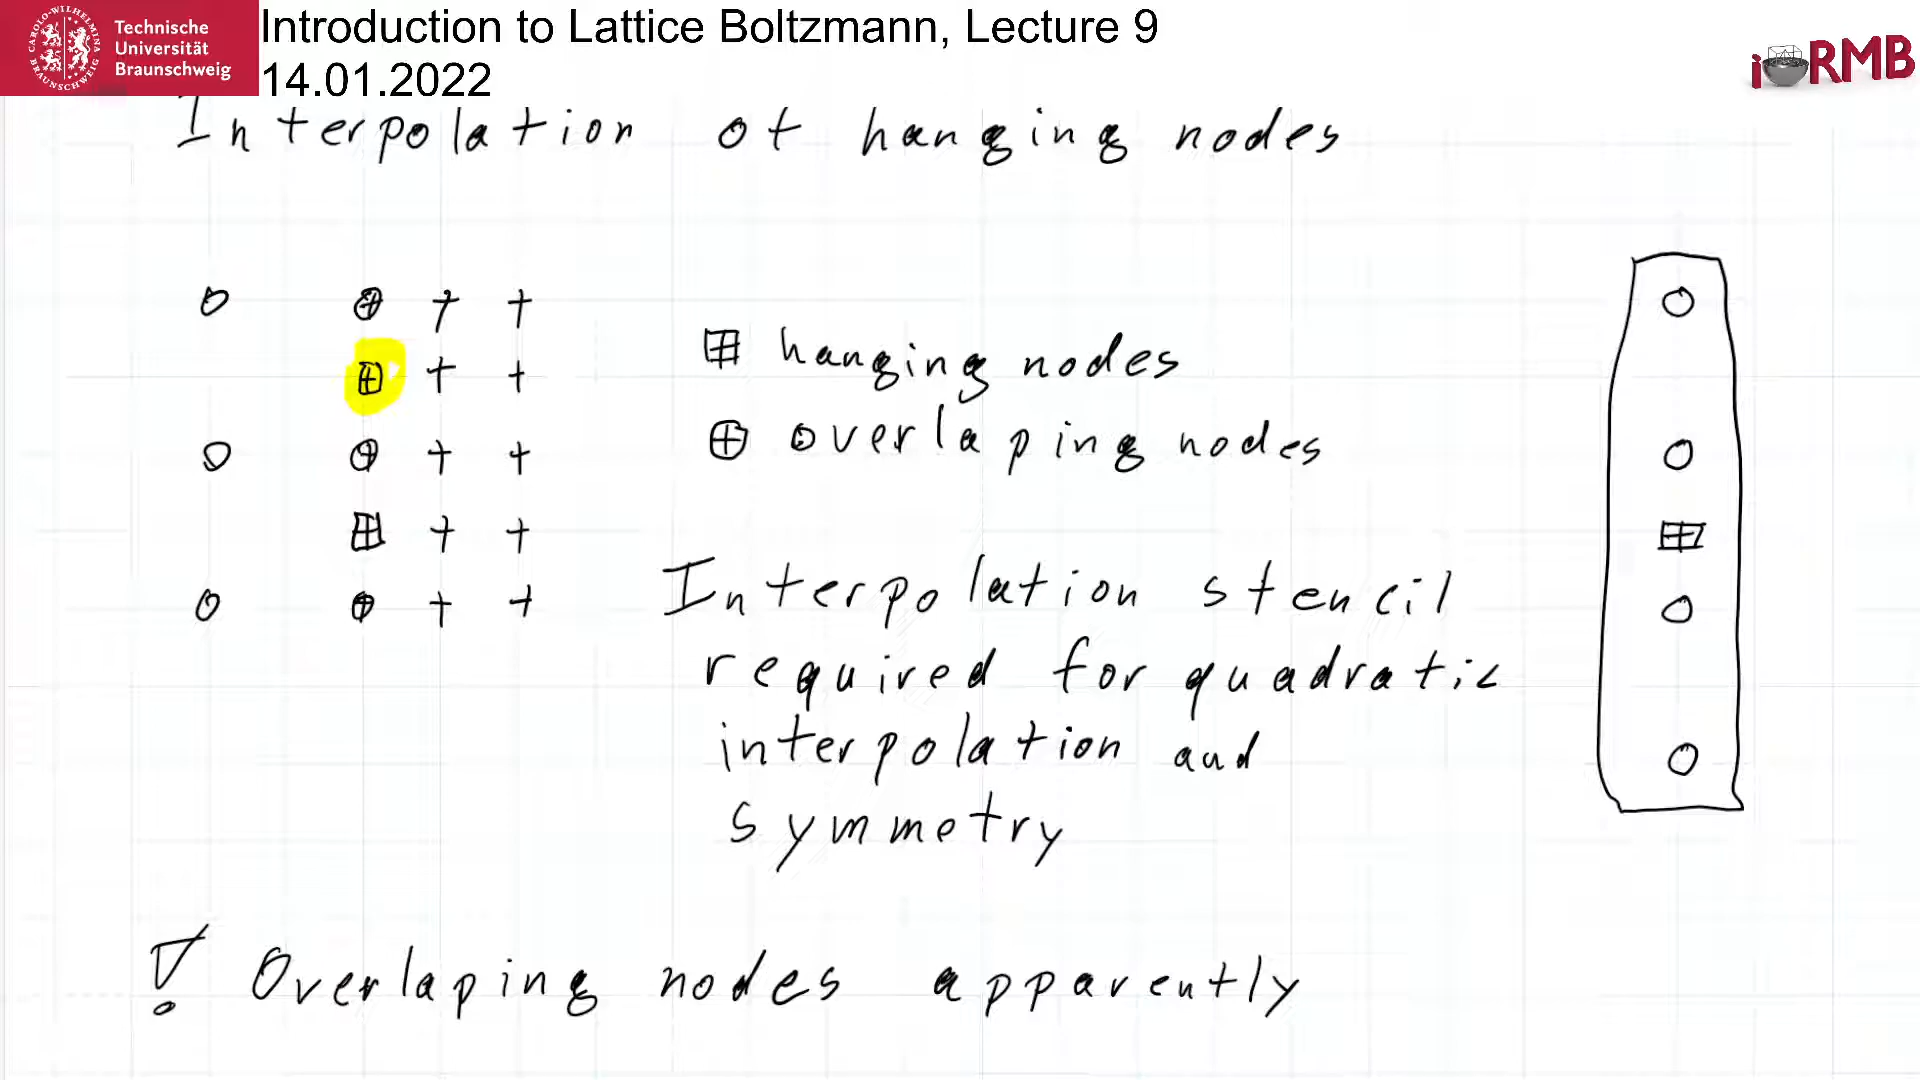 Introduction to Lattice Boltzmann, Lecture 9
14.01.2022
Technische
Universität
Braunschweig
iRMB
Interpolation of hanging nodes
hanging nodes
overlaping nodes
Interpolation stencil
required for quadratic
interpolation and
symmetry
! Overlaping nodes apparently